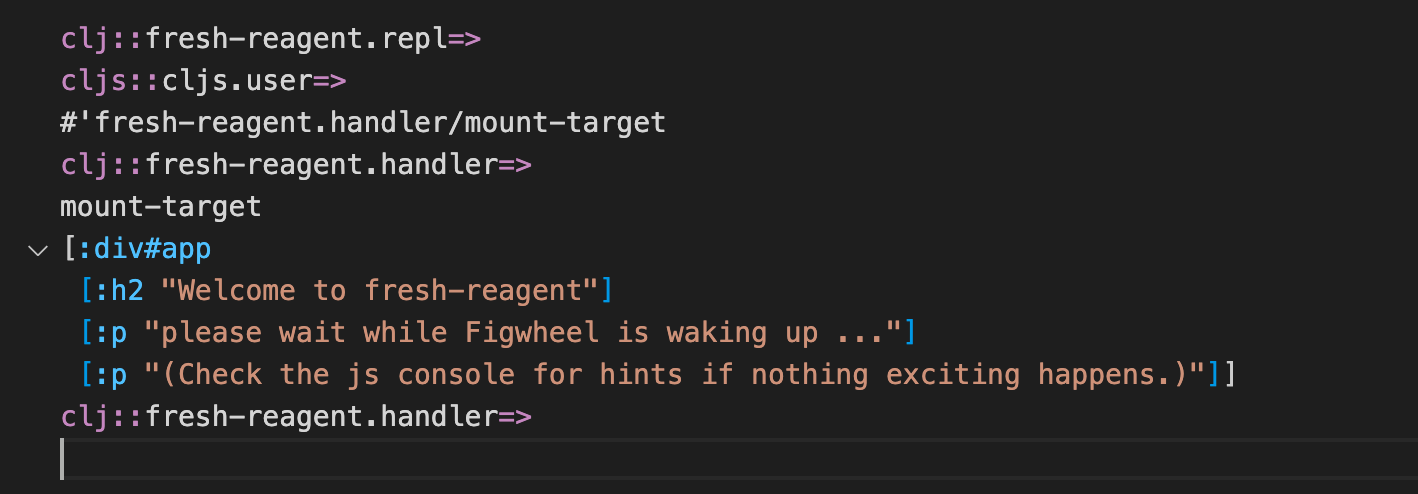 clj::fresh-reagent.repl=>
cljs::cljs.user=>
#'fresh-reagent.handler/mount-target
clj::fresh-reagent.handler=>
mount-target
[:div#app
[:h2 "Welcome to fresh-reagent"]
[:p "please wait while Figwheel is waking up ..."]
[:p "(Check the js console for hints if nothing exciting happens.)"]]
clj::fresh-reagent.handler=>